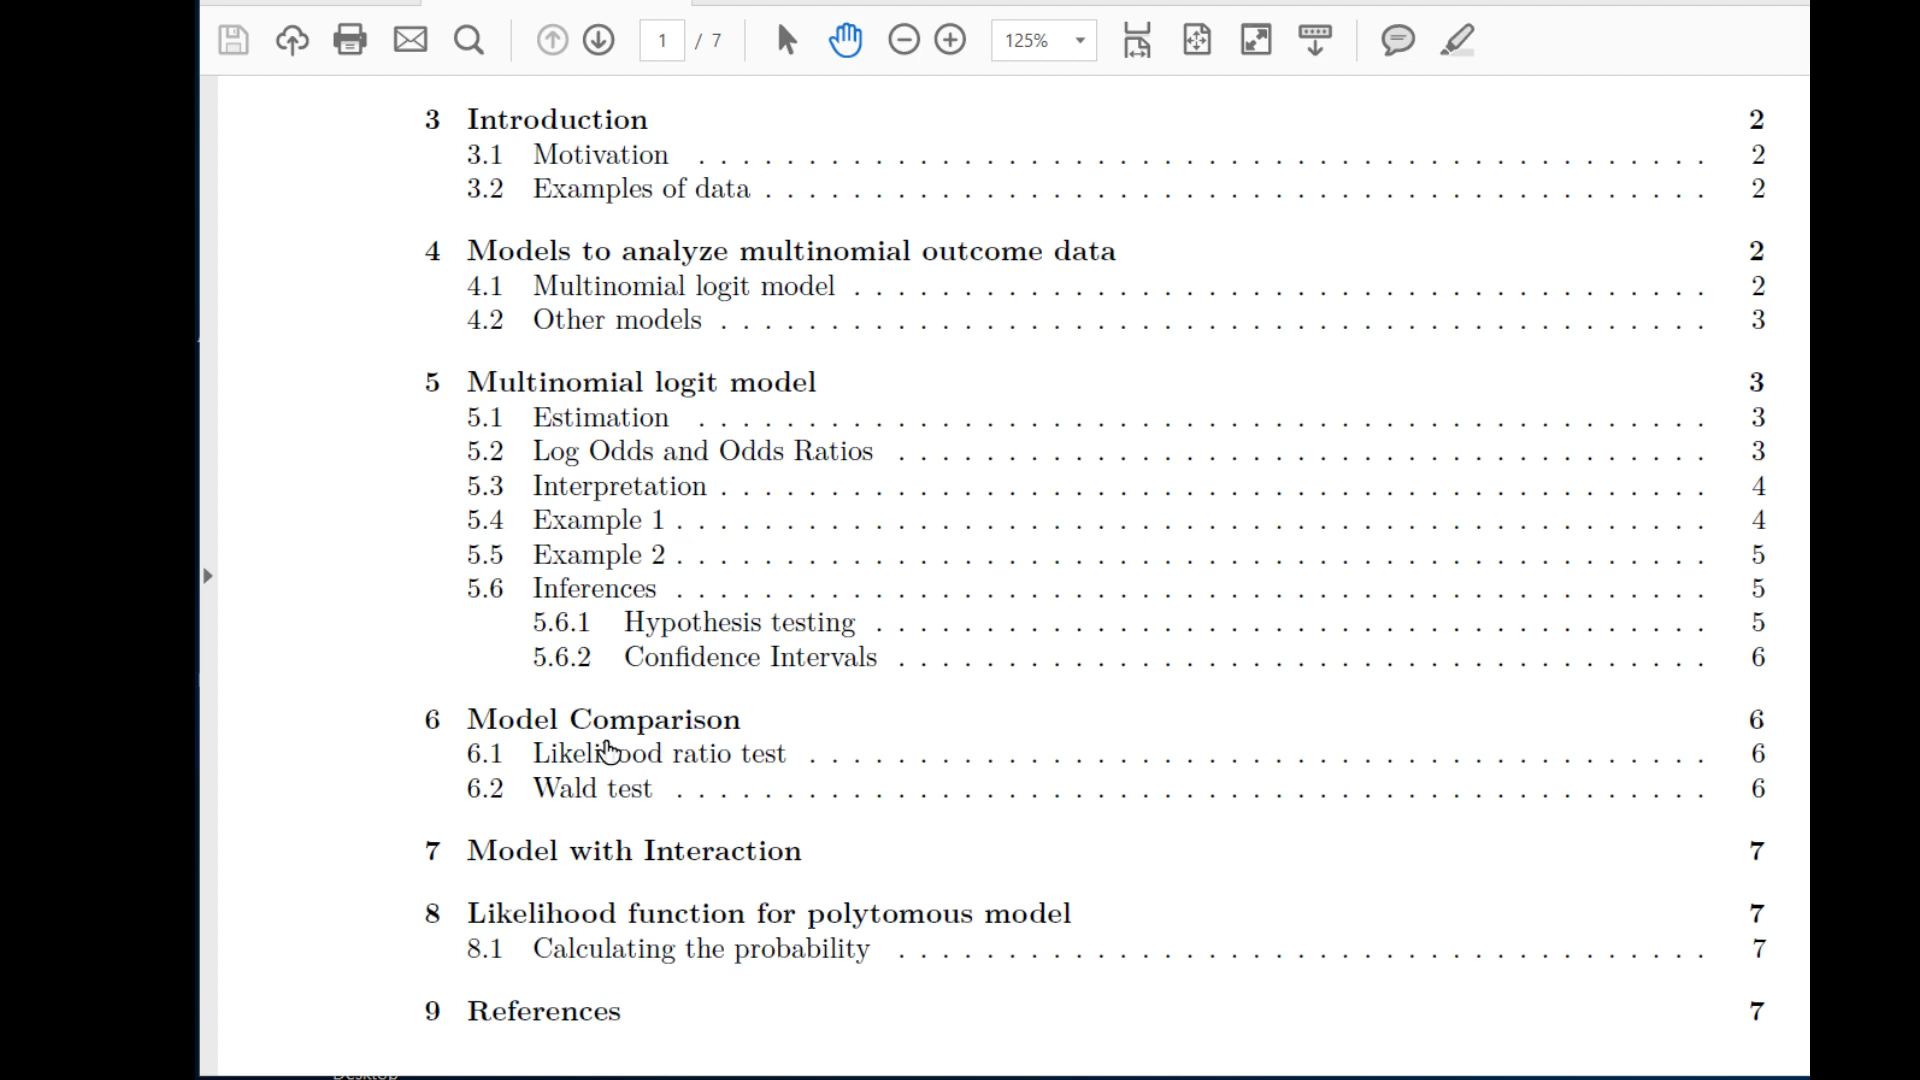 1 / 7 125%
3 Introduction 2
3.1 Motivation . . . . . . . . . . . . . . . . . . . . . . . . . . . . . . . . . . . . . . . . . . . . . . 2
3.2 Examples of data . . . . . . . . . . . . . . . . . . . . . . . . . . . . . . . . . . . . . . . . . . . 2
4 Models to analyze multinomial outcome data 2
4.1 Multinomial logit model . . . . . . . . . . . . . . . . . . . . . . . . . . . . . . . . . . . . . . . 2
4.2 Other models . . . . . . . . . . . . . . . . . . . . . . . . . . . . . . . . . . . . . . . . . . . . . 3
5 Multinomial logit model 3
5.1 Estimation . . . . . . . . . . . . . . . . . . . . . . . . . . . . . . . . . . . . . . . . . . . . . . 3
5.2 Log Odds and Odds Ratios . . . . . . . . . . . . . . . . . . . . . . . . . . . . . . . . . . . . . 3
5.3 Interpretation . . . . . . . . . . . . . . . . . . . . . . . . . . . . . . . . . . . . . . . . . . . . . 4
5.4 Example 1 . . . . . . . . . . . . . . . . . . . . . . . . . . . . . . . . . . . . . . . . . . . . . . . 4
5.5 Example 2 . . . . . . . . . . . . . . . . . . . . . . . . . . . . . . . . . . . . . . . . . . . . . . . 5
5.6 Inferences . . . . . . . . . . . . . . . . . . . . . . . . . . . . . . . . . . . . . . . . . . . . . . . 5
5.6.1 Hypothesis testing . . . . . . . . . . . . . . . . . . . . . . . . . . . . . . . . . . . . . . 5
5.6.2 Confidence Intervals . . . . . . . . . . . . . . . . . . . . . . . . . . . . . . . . . . . . . 6
6 Model Comparison 6
6.1 Likelihood ratio test . . . . . . . . . . . . . . . . . . . . . . . . . . . . . . . . . . . . . . . . . 6
6.2 Wald test . . . . . . . . . . . . . . . . . . . . . . . . . . . . . . . . . . . . . . . . . . . . . . . 6
7 Model with Interaction 7
8 Likelihood function for polytomous model 7
8.1 Calculating the probability . . . . . . . . . . . . . . . . . . . . . . . . . . . . . . . . . . . . . 7
9 References 7